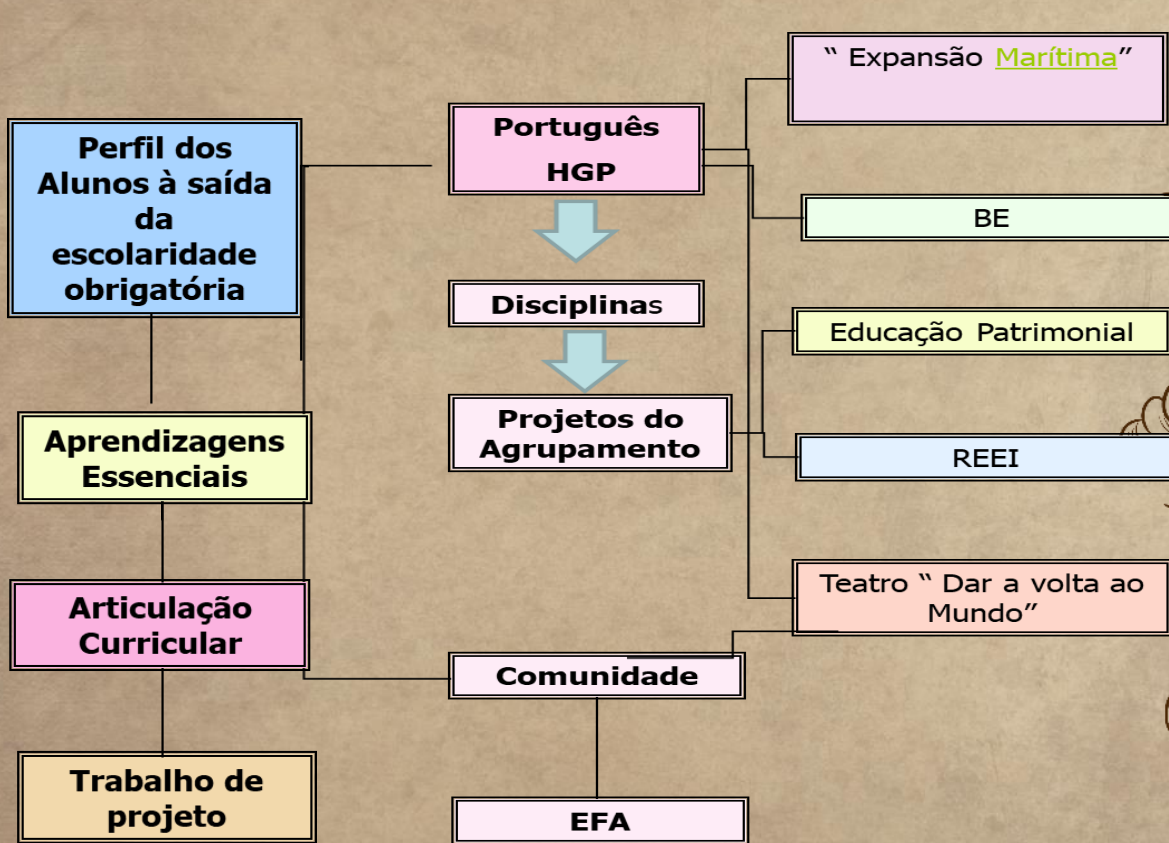 Perfil dos
Alunos à saída
da
escolaridade
obrigatória
Aprendizagens
Essenciais
Articulação
Curricular
Trabalho de
projeto
Português
HGP
Disciplinas
Projetos do
Agrupamento
Comunidade
EFA
“ Expansão Marítima”
BE
Educação Patrimonial
REEI
Teatro “ Dar a volta ao
Mundo”